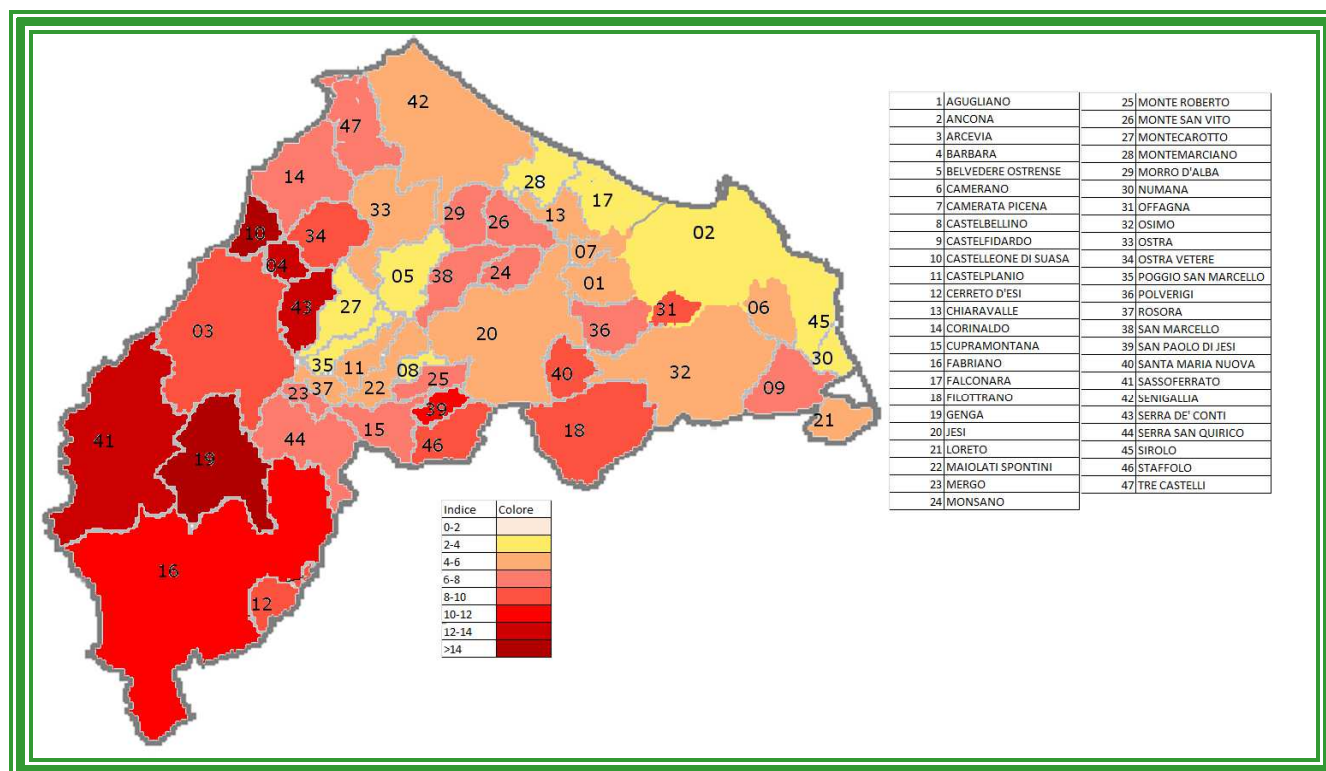 42
47
14
28
17
33
29
26
13
10
34
02
04
07
05
38
24
01
43
27
31
06
45
03
20
36
30
35
11
08
32
23
37
22
25
40
09
39
21
41
44
15
46
18
19
16
12
1 AGUGLIANO
2 ANCONA
3 ARCEVIA
4 BARBARA
5 BELVEDERE OSTRENSE
6 CAMERANO
7 CAMERATA PICENA
8 CASTELBELLINO
9 CASTELFIDARDO
10 CASTELLEONE DI SUASA
11 CASTELPLANIO
12 CERRETO D'ESI
13 CHIARAVALLE
14 CORINALDO
15 CUPRAMONTANA
16 FABRIANO
17 FALCONARA
18 FILOTTRANO
19 GENGA
20 JESI
21 LORETO
22 MAIOLATI SPONTINI
23 MERGO
24 MONSANO
25 MONTE ROBERTO
26 MONTE SAN VITO
27 MONTECAROTTO
28 MONTEMARCIANO
29 MORRO D'ALBA
30 NUMANA
31 OFFAGNA
32 OSIMO
33 OSTRA
34 OSTRA VETERE
35 POGGIO SAN MARCELLO
36 POLVERIGI
37 ROSORA
38 SAN MARCELLO
39 SAN PAOLO DI JESI
40 SANTA MARIA NUOVA
41 SASSOFERRATO
42 SENIGALLIA
43 SERRA DE' CONTI
44 SERRA SAN QUIRICO
45 SIROLO
46 STAFFOLO
47 TRE CASTELLI
Indice Colore
0-2
2-4
4-6
6-8
8-10
10-12
12-14
>14